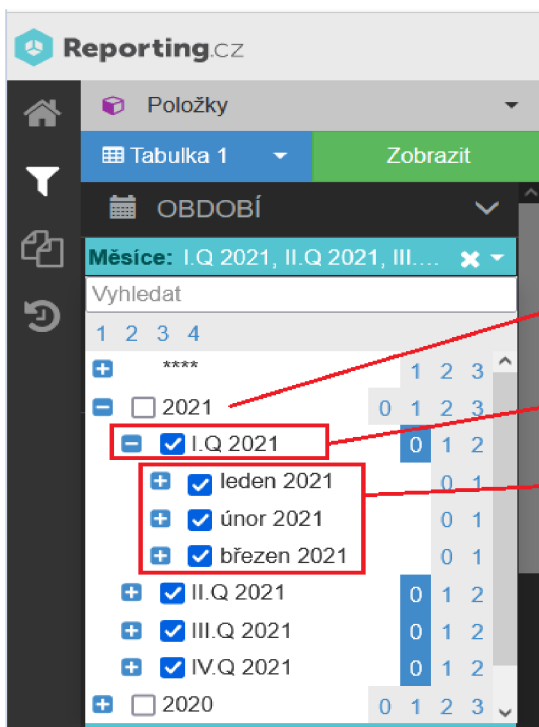 Reporting.cz
Položky
Tabulka 1 Zobrazit
OBDOBÍ
Měsíce: I.Q 2021, II.Q 2021, III....
Vyhledat
1 2 3 4
**** 1 2 3
2021 0 1 2 3
I.Q 2021 0 1 2
leden 2021 0 1
únor 2021 0 1
březen 2021 0 1
II.Q 2021 0 1 2
III.Q 2021 0 1 2
IV.Q 2021 0 1 2
2020 0 1 2 3